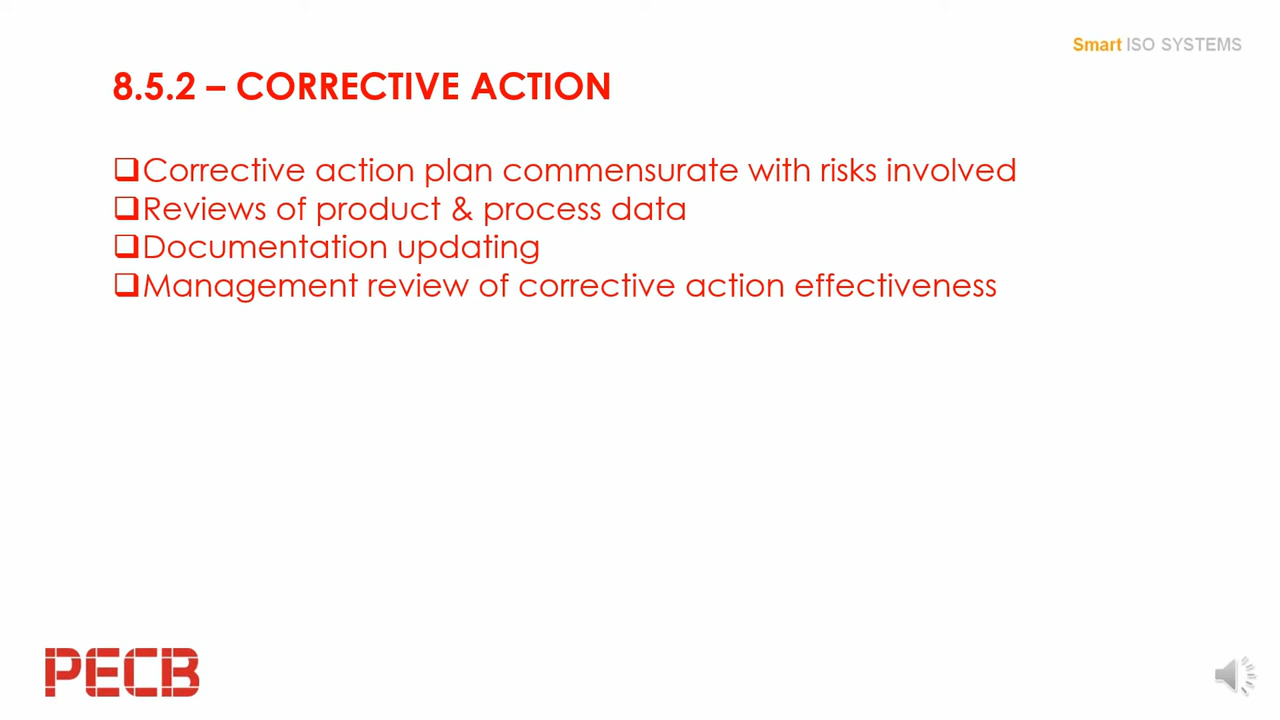 Smart ISO SYSTEMS
8.5.2 – CORRECTIVE ACTION
❑Corrective action plan commensurate with risks involved
❑Reviews of product & process data
❑Documentation updating
❑Management review of corrective action effectiveness
PECB